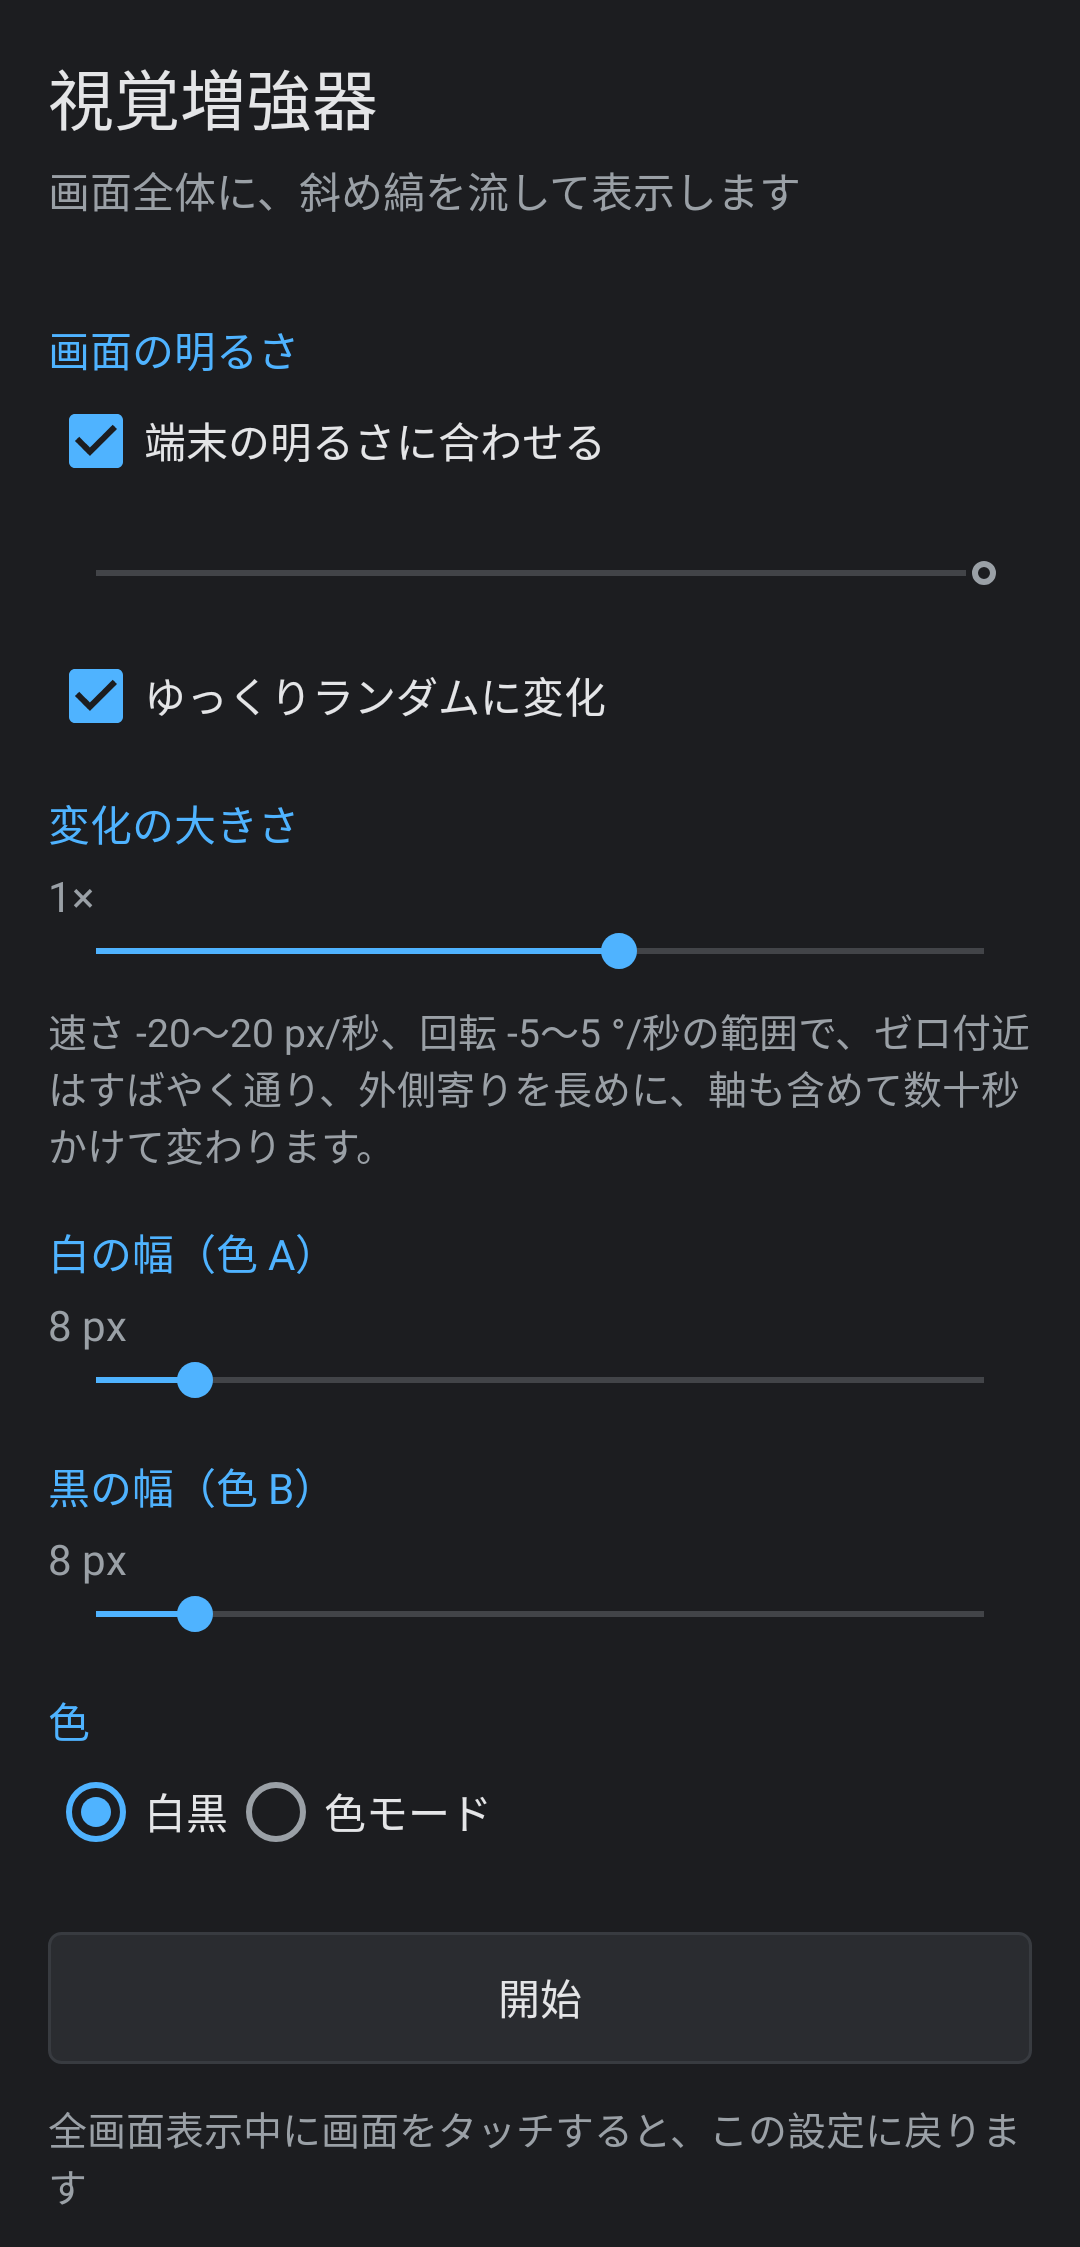 視覚増強器
画面全体に、斜め縞を流して表示します
画面の明るさ
端末の明るさに合わせる
ゆっくりランダムに変化
変化の大きさ
1×
速さ -20〜20 px/秒、回転 -5〜5 °/秒の範囲で、ゼロ付近
はすばやく通り、外側寄りを長めに、軸も含めて数十秒
かけて変わります。
白の幅（色 A）
8 px
黒の幅（色 B）
8 px
色
白黒 色モード
開始
全画面表示中に画面をタッチすると、この設定に戻りま
す